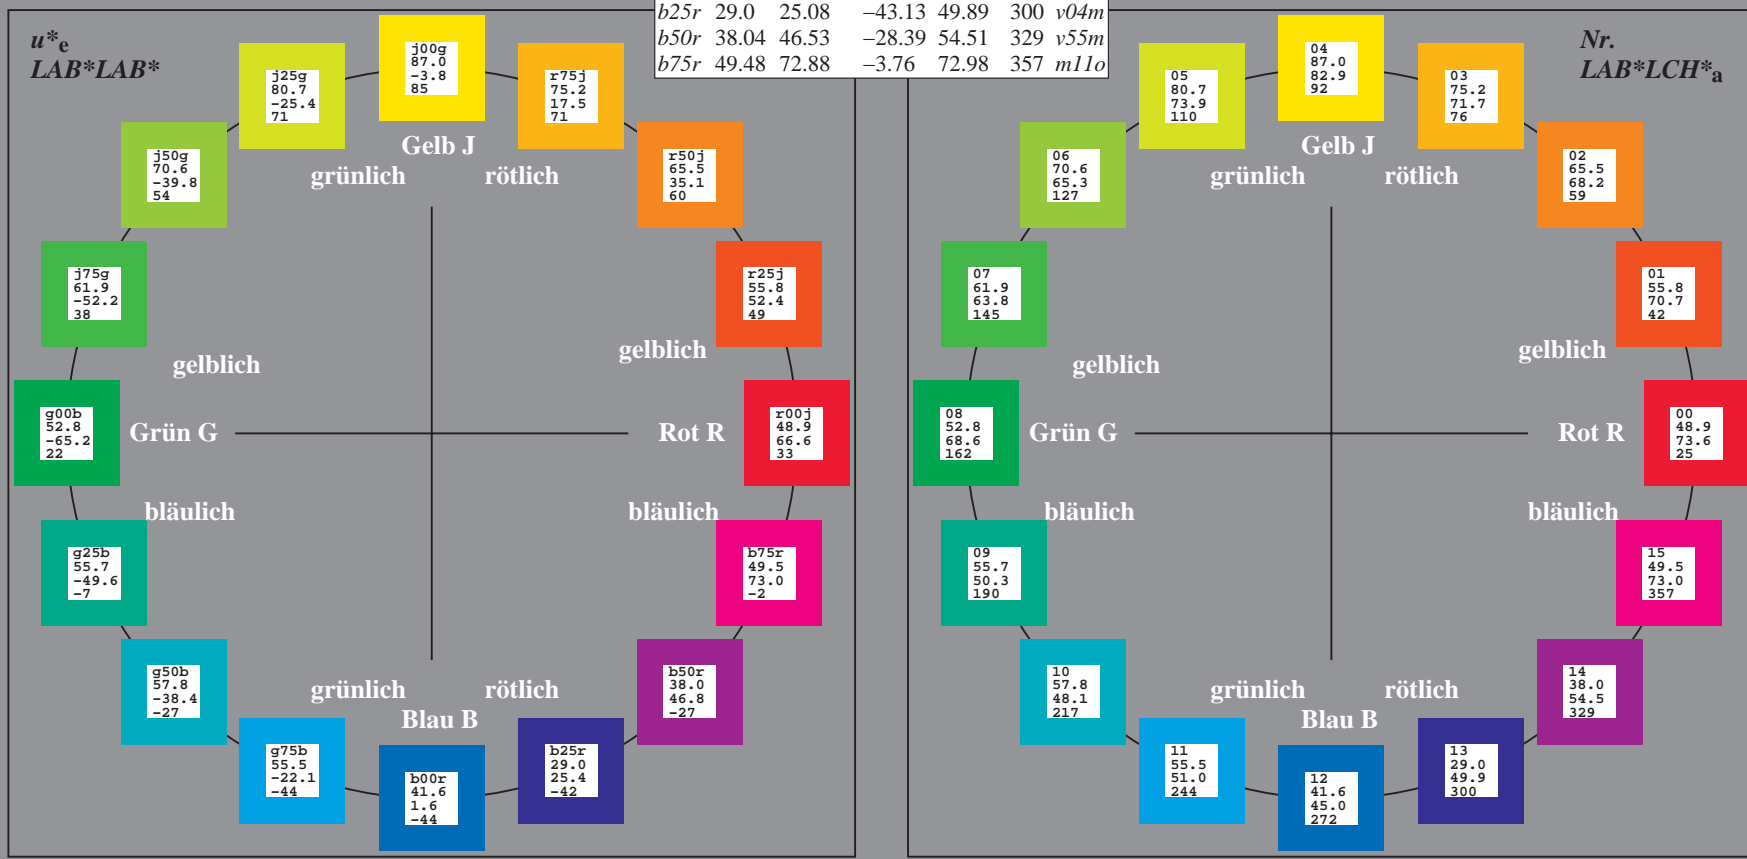 b25r 29.0 25.08 −43.13 49.89 300 v04m
b50r 38.04 46.53 −28.39 54.51 329 v55m
b75r 49.48 72.88 −3.76 72.98 357 m11o
u*e
LAB*LAB*
j00g
87.0
-3.8
85
j25g
80.7
-25.4
71
r75j
75.2
17.5
71
j50g
70.6
-39.8
54
r50j
65.5
35.1
60
Gelb J
grünlich rötlich
j75g
61.9
-52.2
38
r25j
55.8
52.4
49
gelblich gelblich
g00b
52.8
-65.2
22
Grün G
Rot R
r00j
48.9
66.6
33
bläulich bläulich
g25b
55.7
-49.6
-7
b75r
49.5
73.0
-2
g50b
57.8
-38.4
-27
b50r
38.0
46.8
-27
grünlich rötlich
Blau B
g75b
55.5
-22.1
-44
b00r
41.6
1.6
-44
b25r
29.0
25.4
-42
Nr.
LAB*LCH*a
04
87.0
82.9
92
05
80.7
73.9
110
03
75.2
71.7
76
06
70.6
65.3
127
02
65.5
68.2
59
Gelb J
grünlich rötlich
07
61.9
63.8
145
01
55.8
70.7
42
gelblich gelblich
08
52.8
68.6
162
Grün G
Rot R
00
48.9
73.6
25
bläulich bläulich
09
55.7
50.3
190
15
49.5
73.0
357
10
57.8
48.1
217
14
38.0
54.5
329
grünlich rötlich
Blau B
11
55.5
51.0
244
12
41.6
45.0
272
13
29.0
49.9
300